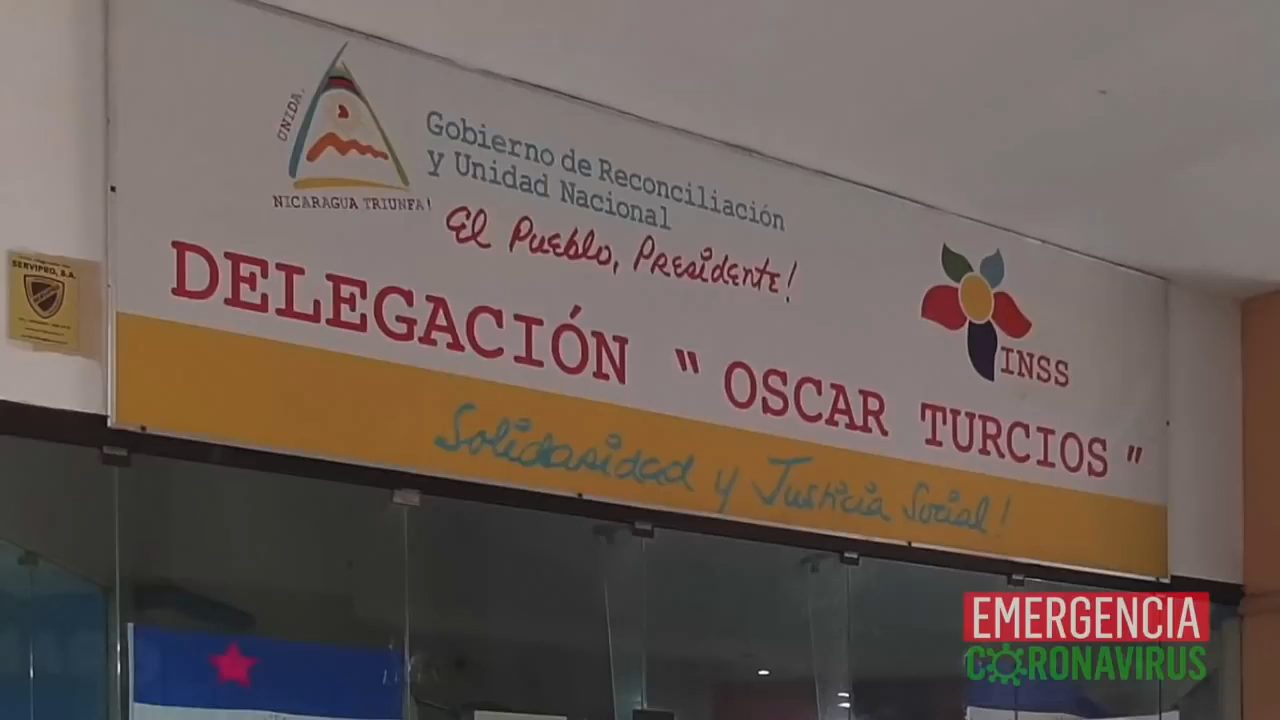 UNIDA,
NICARAGUA TRIUNFA!
Gobierno de Reconciliación
y Unidad Nacional
El Pueblo, Presidente!
INSS
DELEGACIÓN " OSCAR TURCIOS "
Solidaridad y Justicia Social!
SERVIPRO, S.A.
EMERGENCIA
CORONAVIRUS